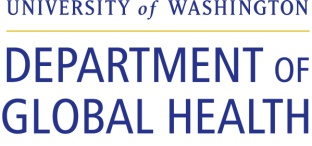 UNIVERSITY of WASHINGTON
DEPARTMENT OF
GLOBAL HEALTH